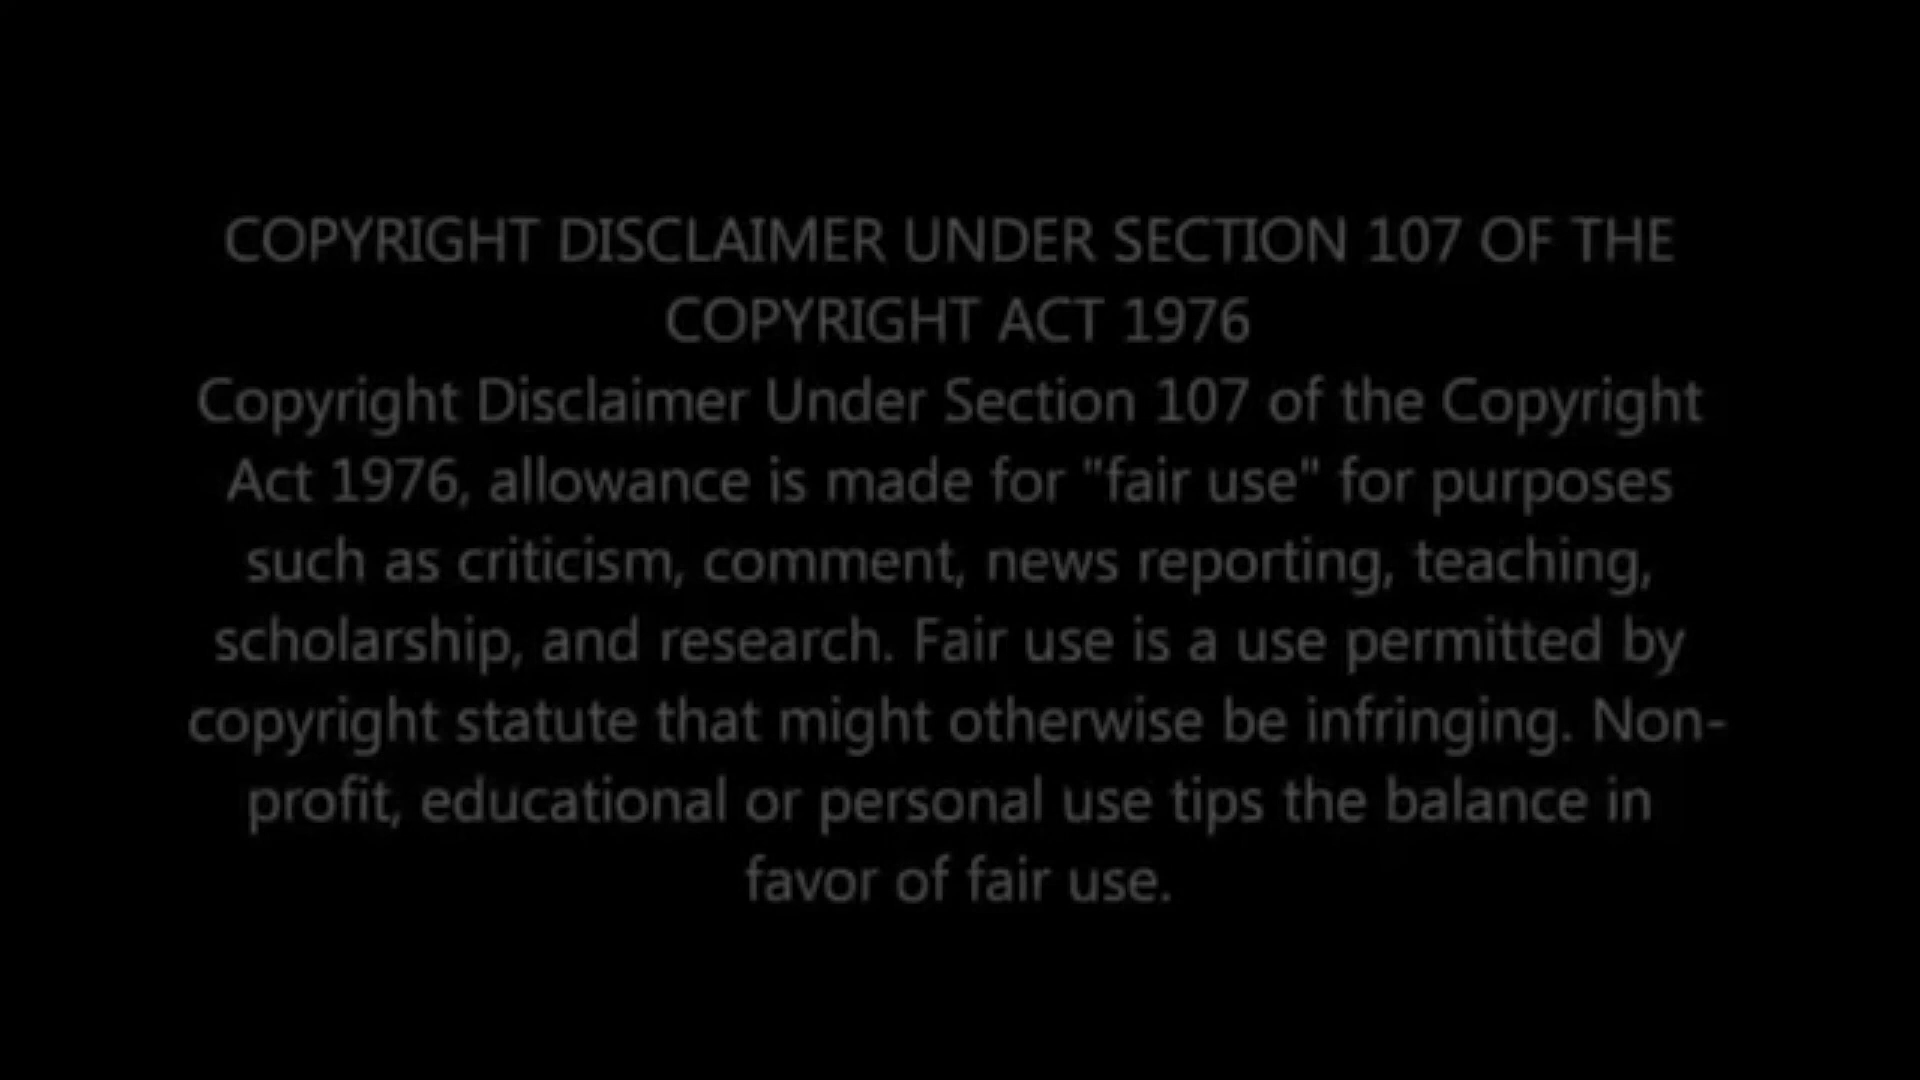 COPYRIGHT DISCLAIMER UNDER SECTION 107 OF THE
COPYRIGHT ACT 1976
Copyright Disclaimer Under Section 107 of the Copyright
Act 1976, allowance is made for "fair use" for purposes
such as criticism, comment, news reporting, teaching,
scholarship, and research. Fair use is a use permitted by
copyright statute that might otherwise be infringing. Non-
profit, educational or personal use tips the balance in
favor of fair use.